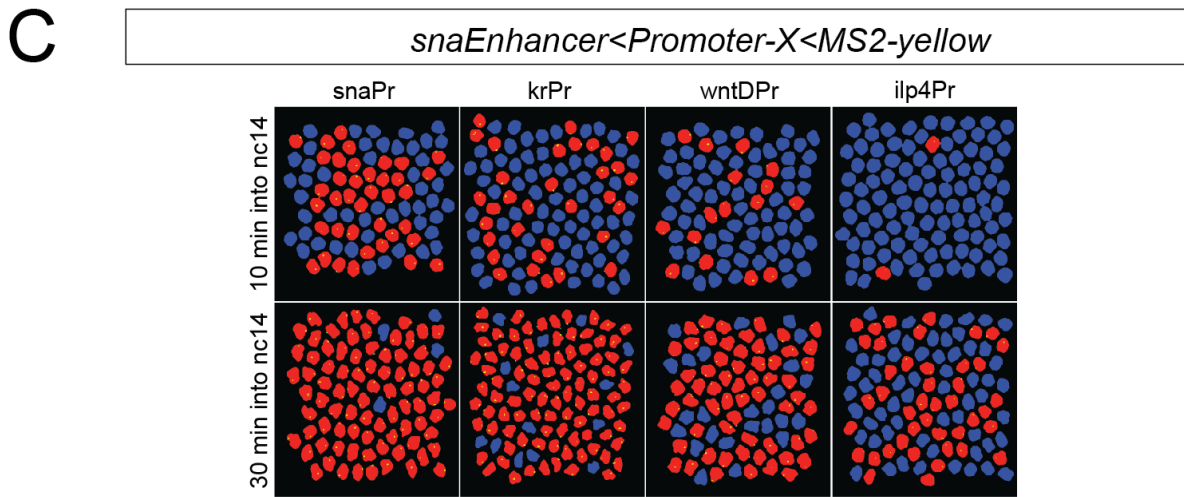 C
snaEnhancer<Promoter-X<MS2-yellow
snaPr krPr wntDPr ilp4Pr
10 min into nc14
30 min into nc14